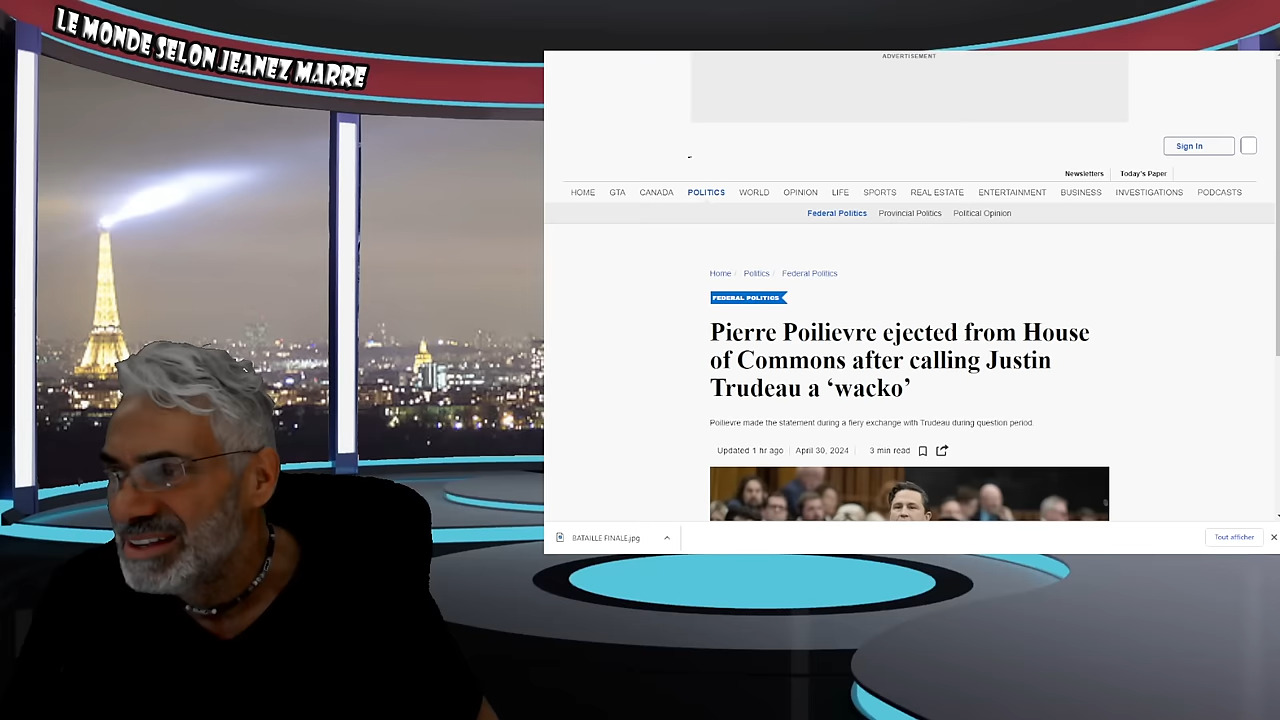 LE MONDE SELON JEANEZ MARRE
ADVERTISEMENT
Sign In
Newsletters Today's Paper
HOME GTA CANADA POLITICS WORLD OPINION LIFE SPORTS REAL ESTATE ENTERTAINMENT BUSINESS INVESTIGATIONS PODCASTS
Federal Politics Provincial Politics Political Opinion
Home / Politics / Federal Politics
FEDERAL POLITICS
Pierre Poilievre ejected from House
of Commons after calling Justin
Trudeau a ‘wacko’
Poilievre made the statement during a fiery exchange with Trudeau during question period.
Updated 1 hr ago April 30, 2024 3 min read
BATAILLE FINALE.jpg
Tout afficher